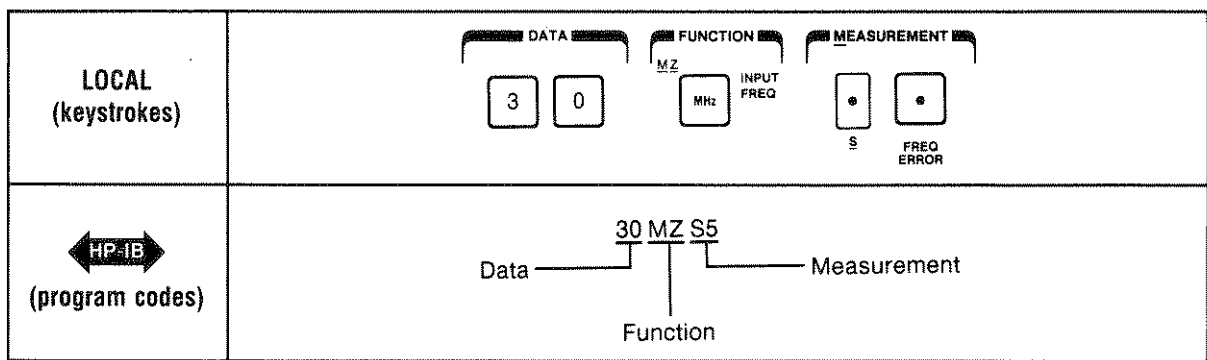 LOCAL
(keystrokes)
DATA
3 0
FUNCTION
MZ
MHz
INPUT
FREQ
MEASUREMENT
S
FREQ
ERROR
HP-IB
(program codes)
30 MZ S5
Data
Measurement
Function